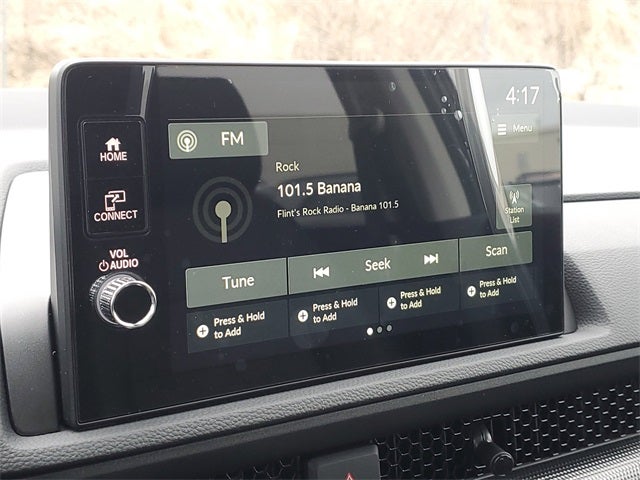 4:17
HOME
FM
Menu
Rock
101.5 Banana
Flint's Rock Radio - Banana 101.5
CONNECT
Station
List
VOL
AUDIO
Tune
Seek
Scan
Press & Hold
to Add
Press & Hold
to Add
Press & Hold
to Add
Press & Hold
to Add